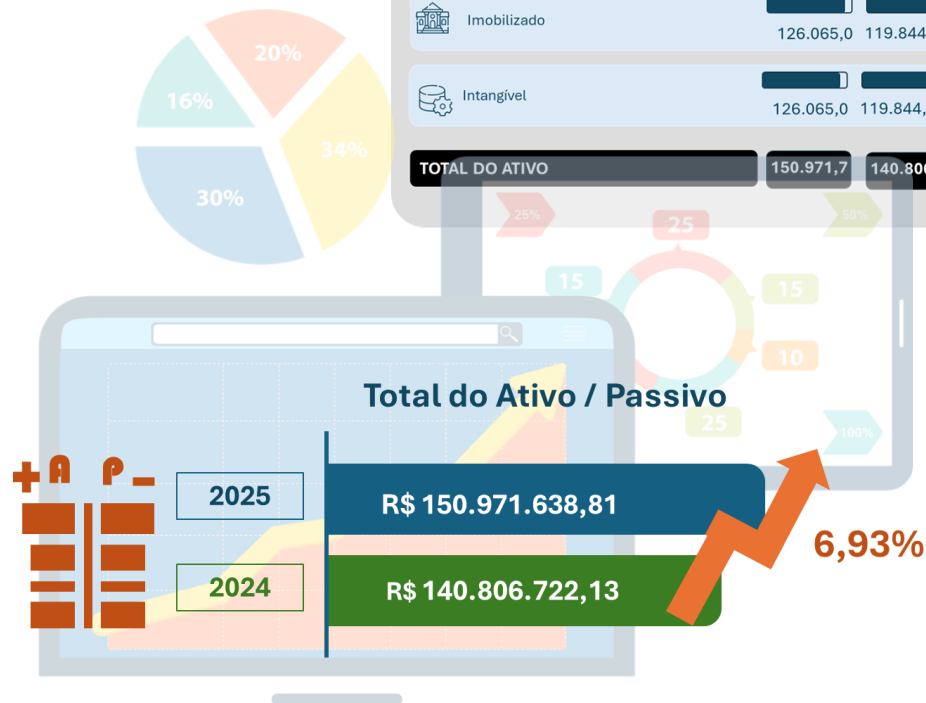 Imobilizado
126.065,0 119.844
Intangível
126.065,0 119.844,
TOTAL DO ATIVO 150.971,7 140.80
20%
16%
34%
30%
25%
25
50%
15
15
10
25
100%
Total do Ativo / Passivo
+ A P -
2025 R$ 150.971.638,81
2024 R$ 140.806.722,13
6,93%